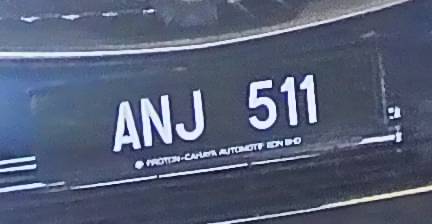 ANJ 511
PROTON-CAHAYA AUTOMOTIF SDN BHD